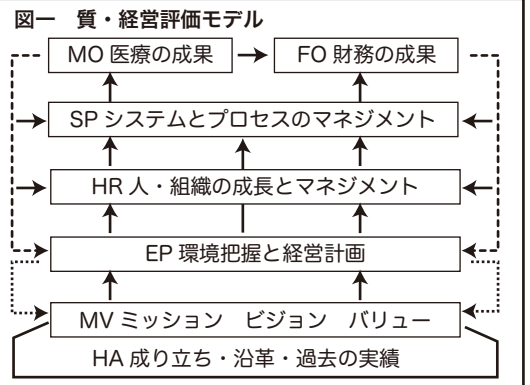 図一　質・経営評価モデル
MO 医療の成果
FO 財務の成果
SP システムとプロセスのマネジメント
HR 人・組織の成長とマネジメント
EP 環境把握と経営計画
MV ミッション　ビジョン　バリュー
HA 成り立ち・沿革・過去の実績